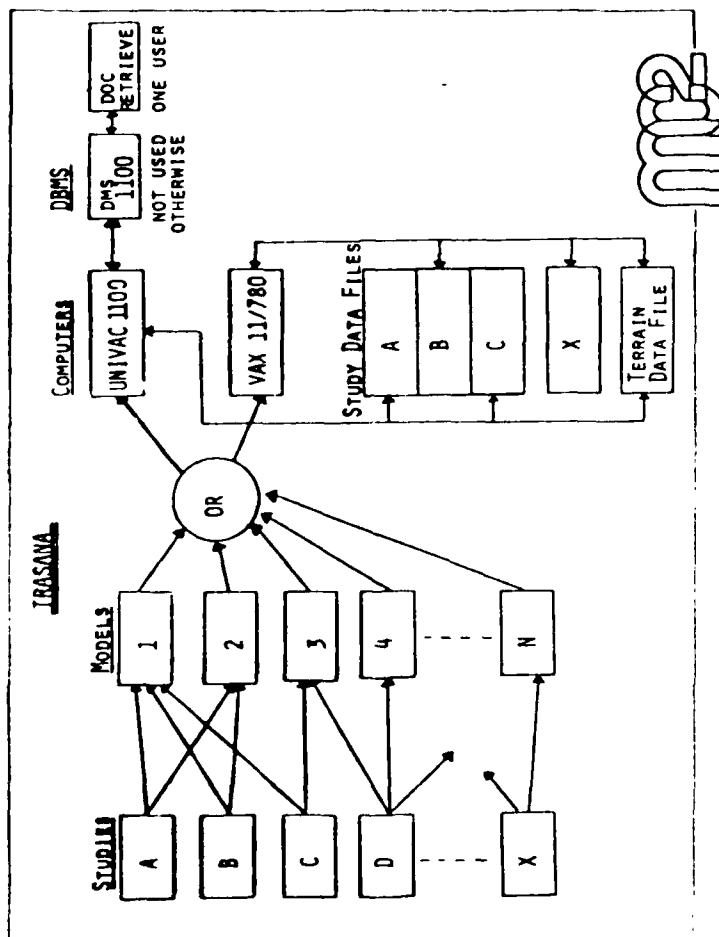 TRASANA
STUDIES
A
B
C
D
X
MODELS
1
2
3
4
N
OR
COMPUTERS
UNIVAC 1100
VAX 11/780
DBMS
DMS
1100
NOT USED
OTHERWISE
DOC
RETRIEVE
ONE USER
STUDY DATA FILES
A
B
C
X
TERRAIN
DATA FILE